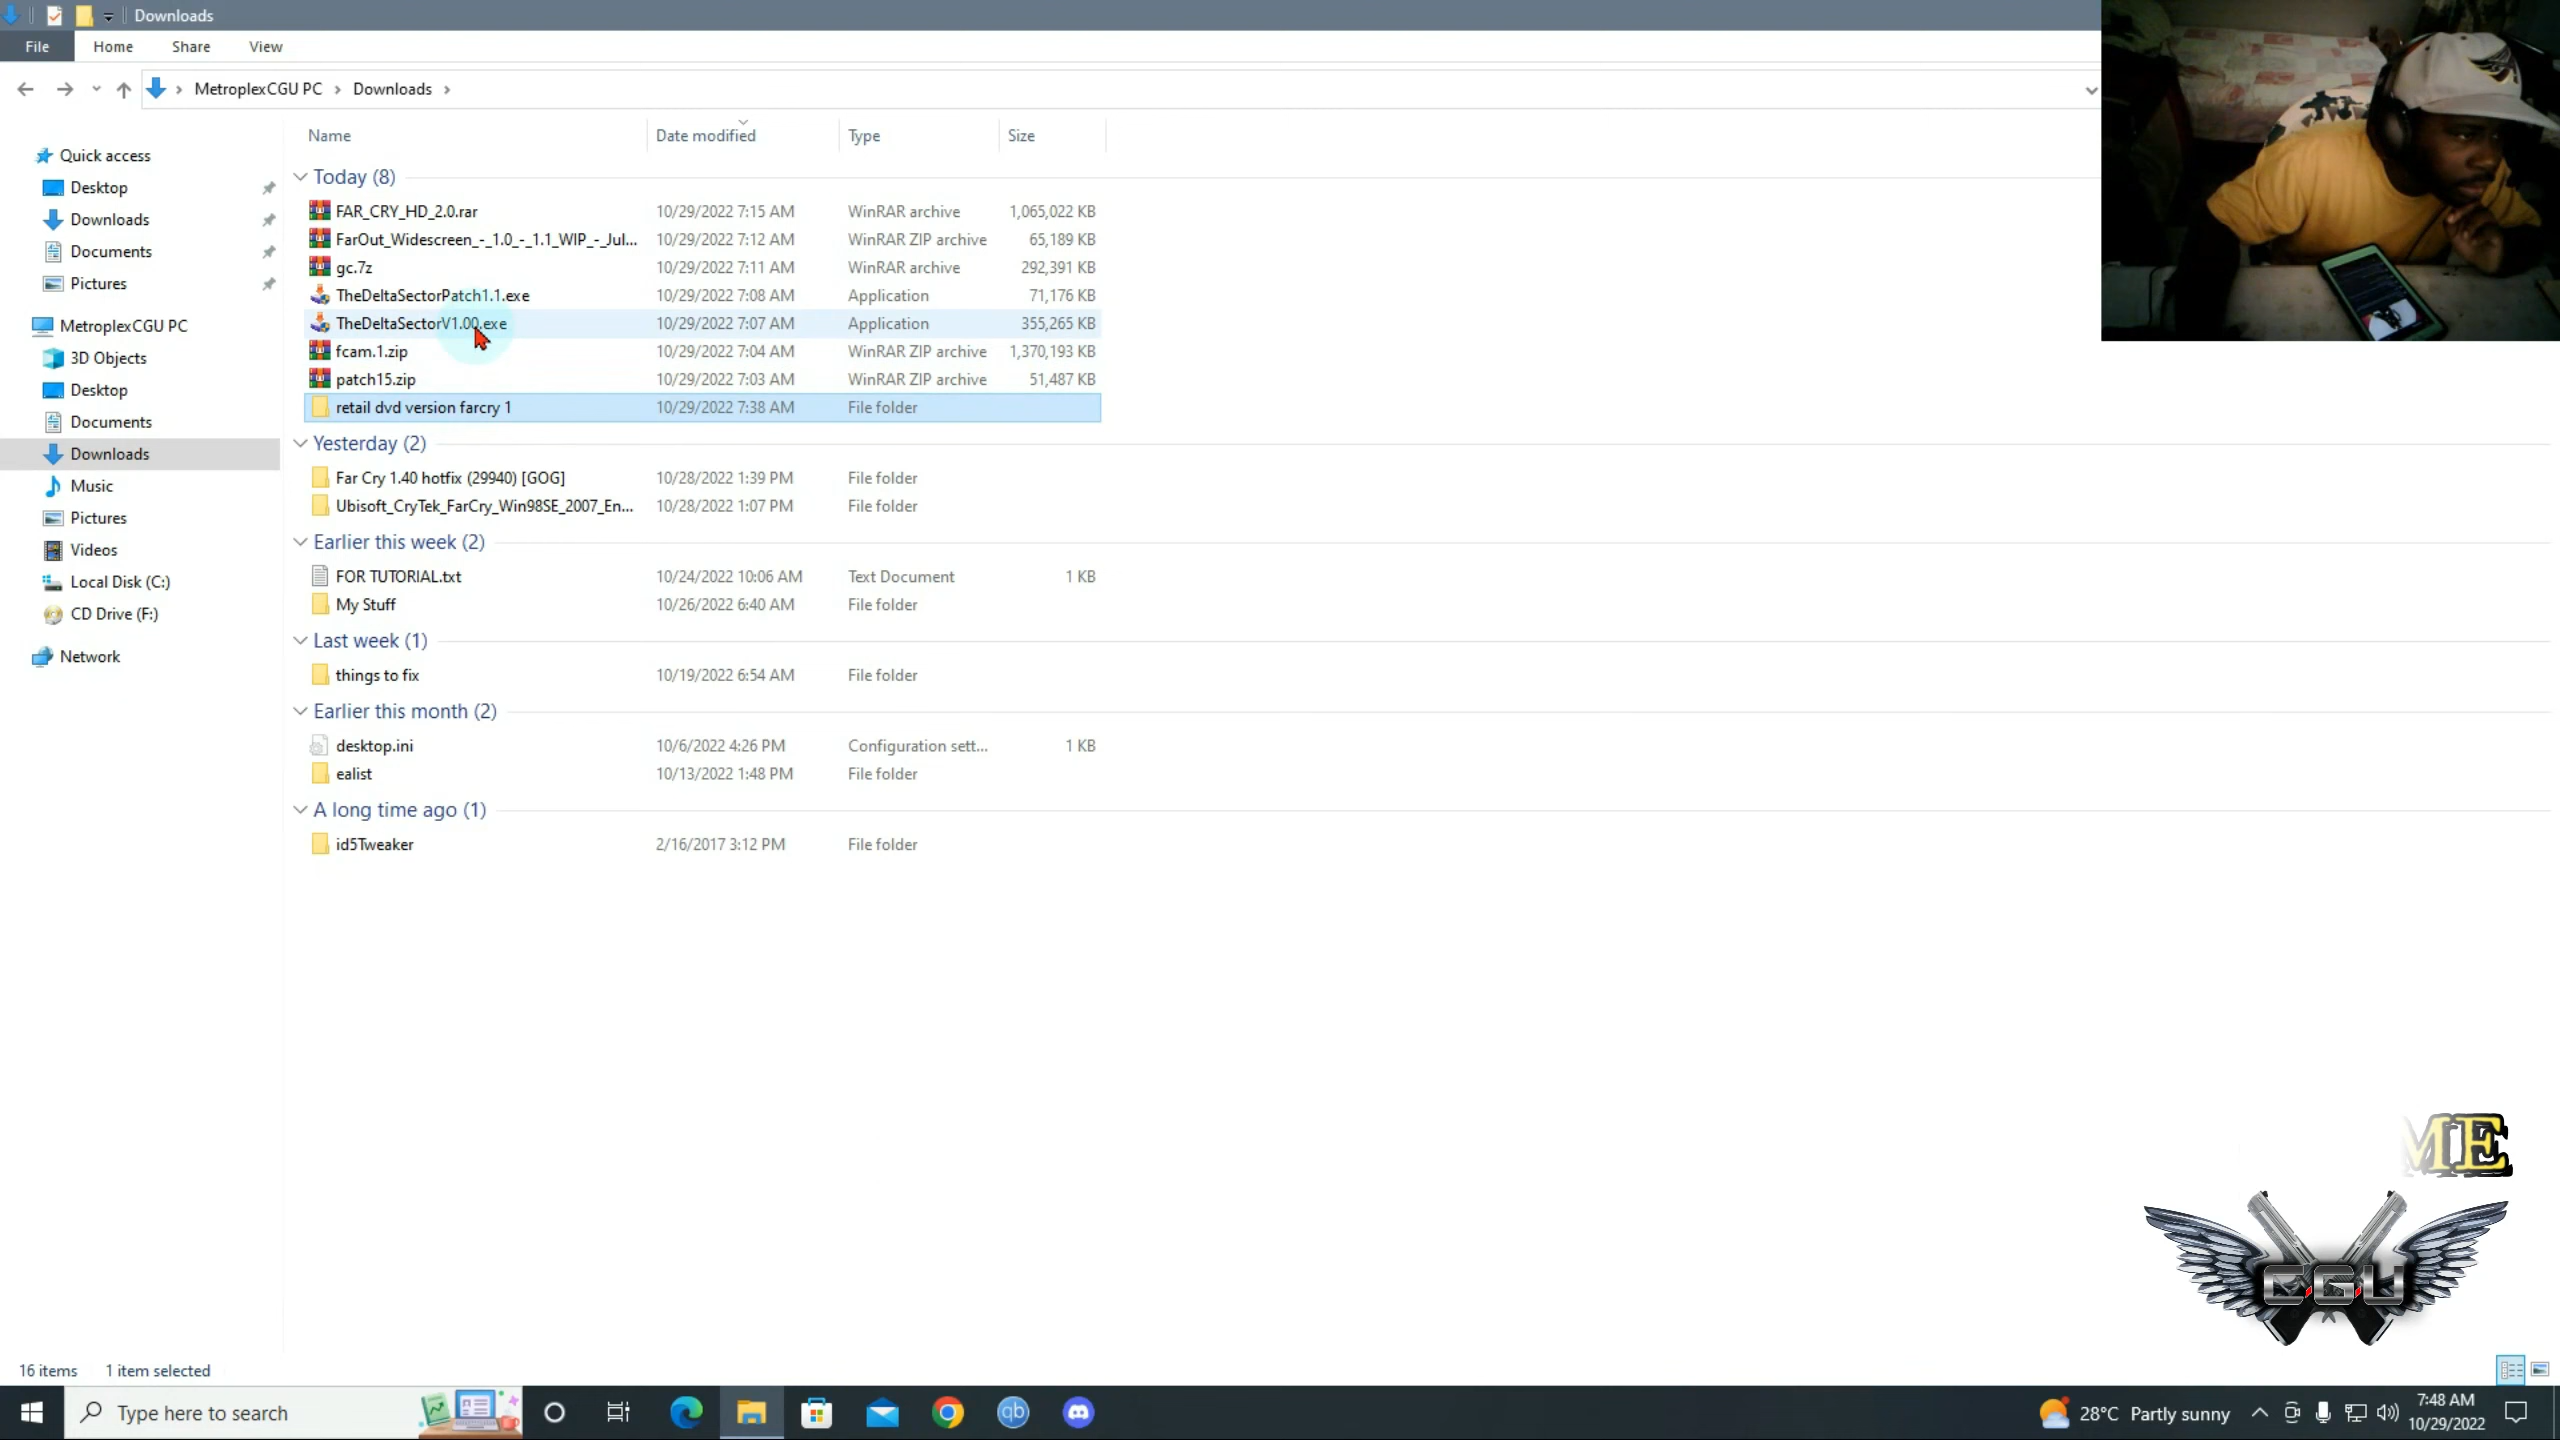 Downloads
File Home Share View
MetroplexCGU PC > Downloads >
Name Date modified Type Size
Quick access
Desktop
Downloads
Documents
Pictures
MetroplexCGU PC
3D Objects
Desktop
Documents
Downloads
Music
Pictures
Videos
Local Disk (C:)
CD Drive (F:)
Network
Today (8)
FAR_CRY_HD_2.0.rar 10/29/2022 7:15 AM WinRAR archive 1,065,022 KB
FarOut_Widescreen_-_1.0_-_1.1_WIP_-_Jul... 10/29/2022 7:12 AM WinRAR ZIP archive 65,189 KB
gc.7z 10/29/2022 7:11 AM WinRAR archive 292,391 KB
TheDeltaSectorPatch1.1.exe 10/29/2022 7:08 AM Application 71,176 KB
TheDeltaSectorV1.00.exe 10/29/2022 7:07 AM Application 355,265 KB
fcam.1.zip 10/29/2022 7:04 AM WinRAR ZIP archive 1,370,193 KB
patch15.zip 10/29/2022 7:03 AM WinRAR ZIP archive 51,487 KB
retail dvd version farcry 1 10/29/2022 7:38 AM File folder
Yesterday (2)
Far Cry 1.40 hotfix (29940) [GOG] 10/28/2022 1:39 PM File folder
Ubisoft_CryTek_FarCry_Win98SE_2007_En... 10/28/2022 1:07 PM File folder
Earlier this week (2)
FOR TUTORIAL.txt 10/24/2022 10:06 AM Text Document 1 KB
My Stuff 10/26/2022 6:40 AM File folder
Last week (1)
things to fix 10/19/2022 6:54 AM File folder
Earlier this month (2)
desktop.ini 10/6/2022 4:26 PM Configuration sett... 1 KB
ealist 10/13/2022 1:48 PM File folder
A long time ago (1)
id5Tweaker 2/16/2017 3:12 PM File folder
ME
CGU
16 items 1 item selected
Type here to search
qb
28°C Partly sunny
7:48 AM
10/29/2022